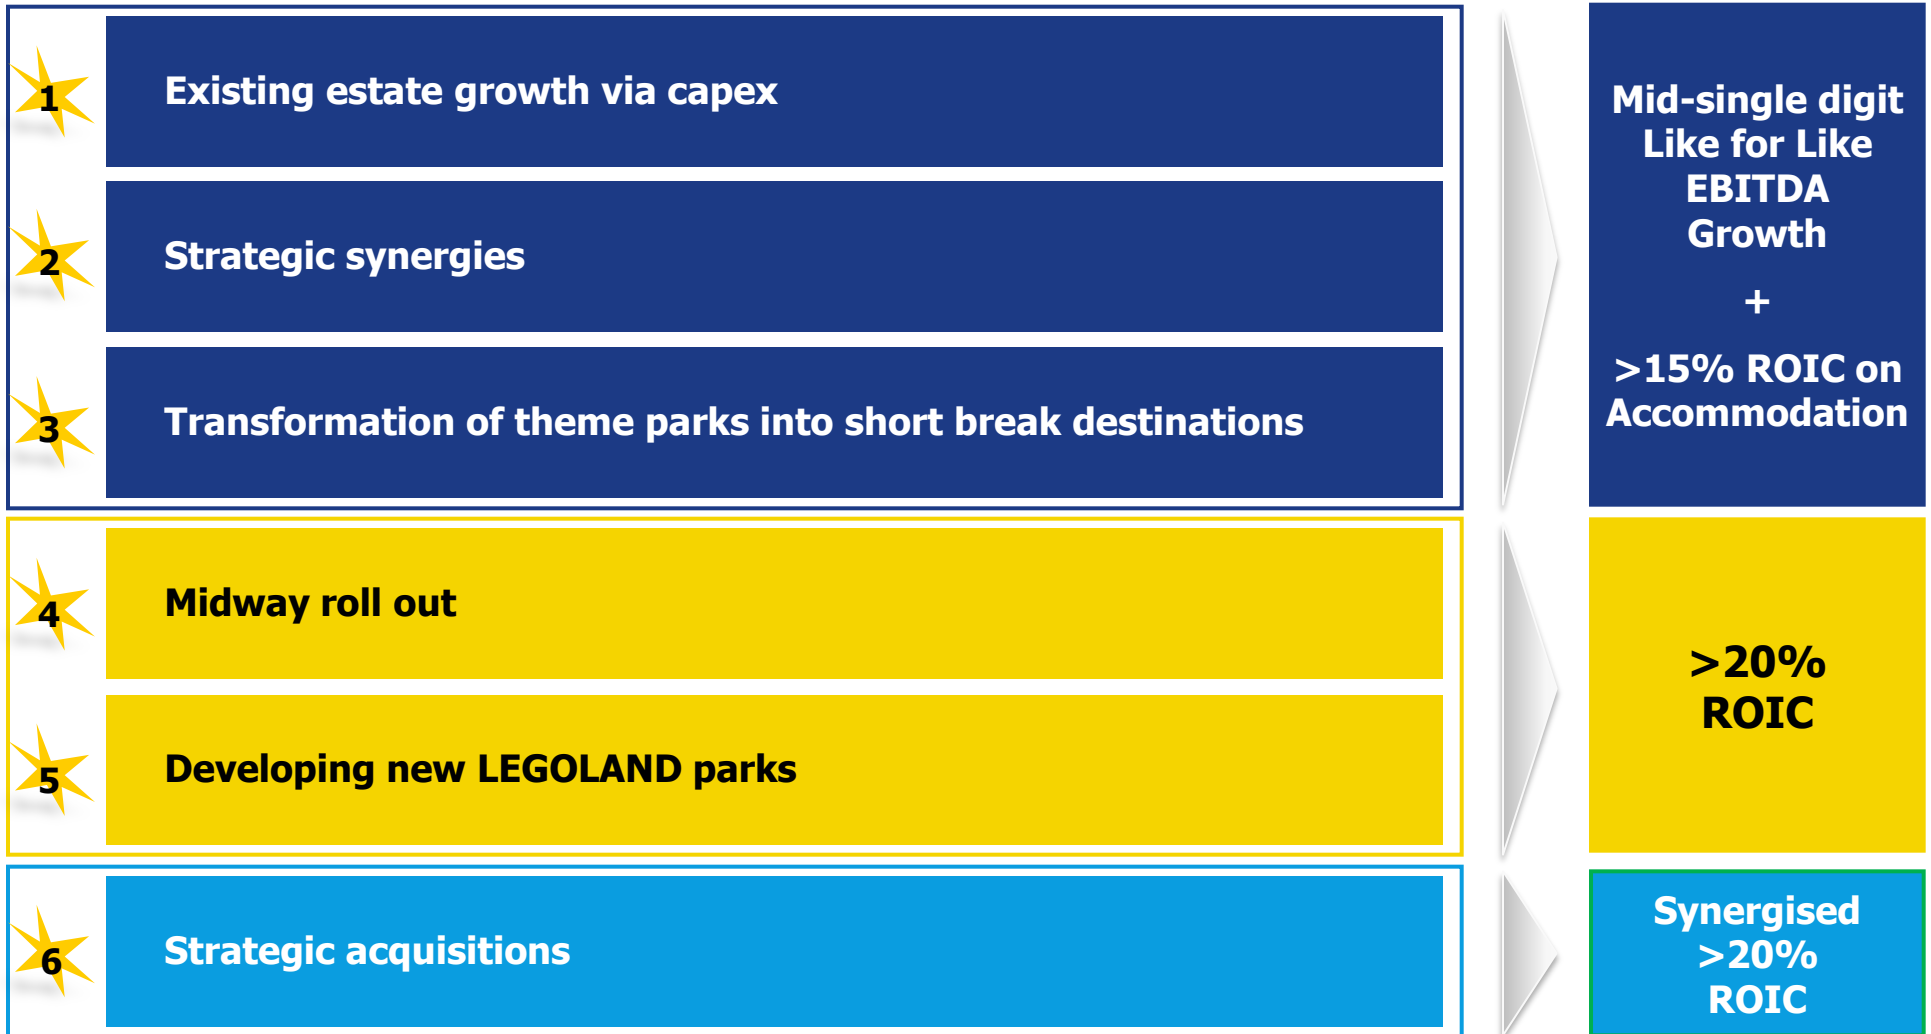 1
Existing estate growth via capex
2
Strategic synergies
3
Transformation of theme parks into short break destinations
Mid-single digit
Like for Like
EBITDA
Growth
+
>15% ROIC on
Accommodation
4
Midway roll out
5
Developing new LEGOLAND parks
>20%
ROIC
6
Strategic acquisitions
Synergised
>20%
ROIC